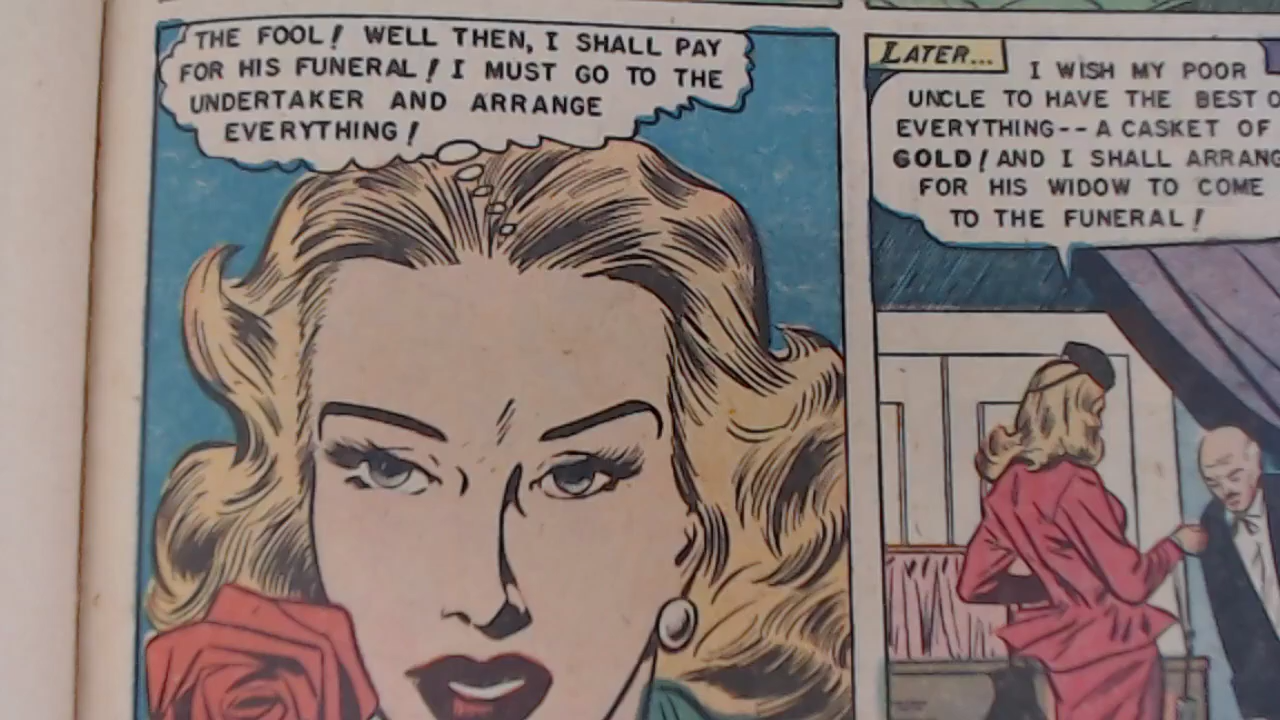 THE FOOL! WELL THEN, I SHALL PAY
FOR HIS FUNERAL! I MUST GO TO THE
UNDERTAKER AND ARRANGE
EVERYTHING!
LATER...
I WISH MY POOR
UNCLE TO HAVE THE BEST
EVERYTHING-- A CASKET OF
GOLD! AND I SHALL
FOR HIS WIDOW TO COME
TO THE FUNERAL!